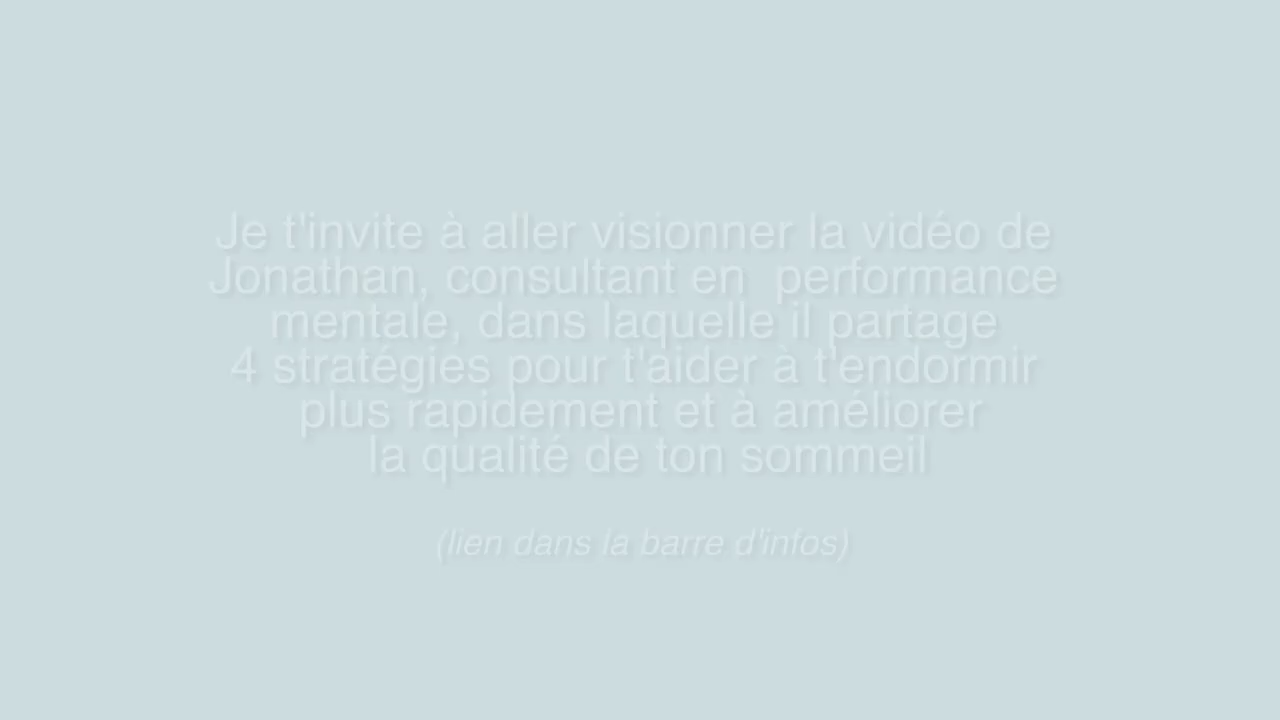 Je t'invite à aller visionner la vidéo de
Jonathan, consultant en  performance
mentale, dans laquelle il partage
4 stratégies pour t'aider à t'endormir
plus rapidement et à améliorer
la qualité de ton sommeil
(lien dans la barre d'infos)